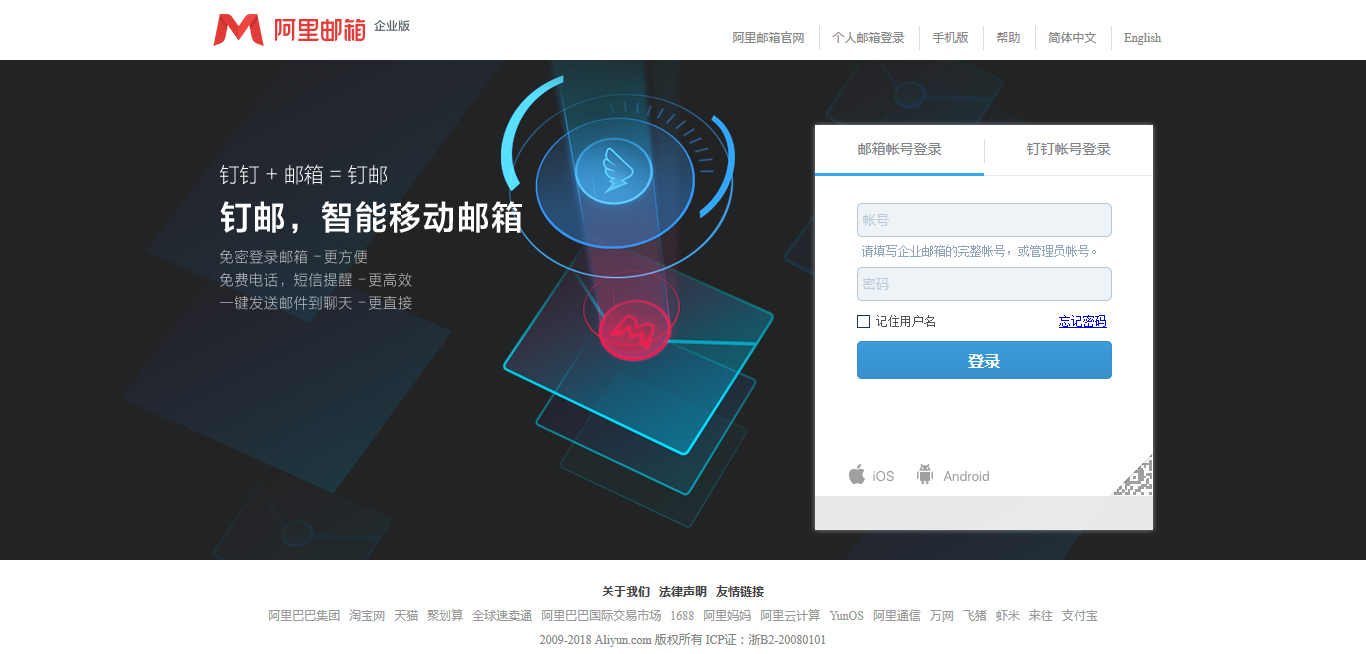 阿里邮箱 企业版
阿里邮箱官网 个人邮箱登录 手机版 帮助 简体中文 English
钉钉 + 邮箱 = 钉邮
钉邮，智能移动邮箱
免密登录邮箱 - 更方便
免费电话，短信提醒 - 更高效
一键发送邮件到聊天 - 更直接
邮箱帐号登录 钉钉帐号登录
帐号
请填写企业邮箱的完整帐号，或管理员帐号。
密码
记住用户名 忘记密码
登录
iOS Android
关于我们 法律声明 友情链接
阿里巴巴集团 淘宝网 天猫 聚划算 全球速卖通 阿里巴巴国际交易市场 1688 阿里妈妈 阿里云计算 YunOS 阿里通信 万网 飞猪 虾米 来往 支付宝
2009-2018 Aliyun.com 版权所有 ICP证：浙B2-20080101